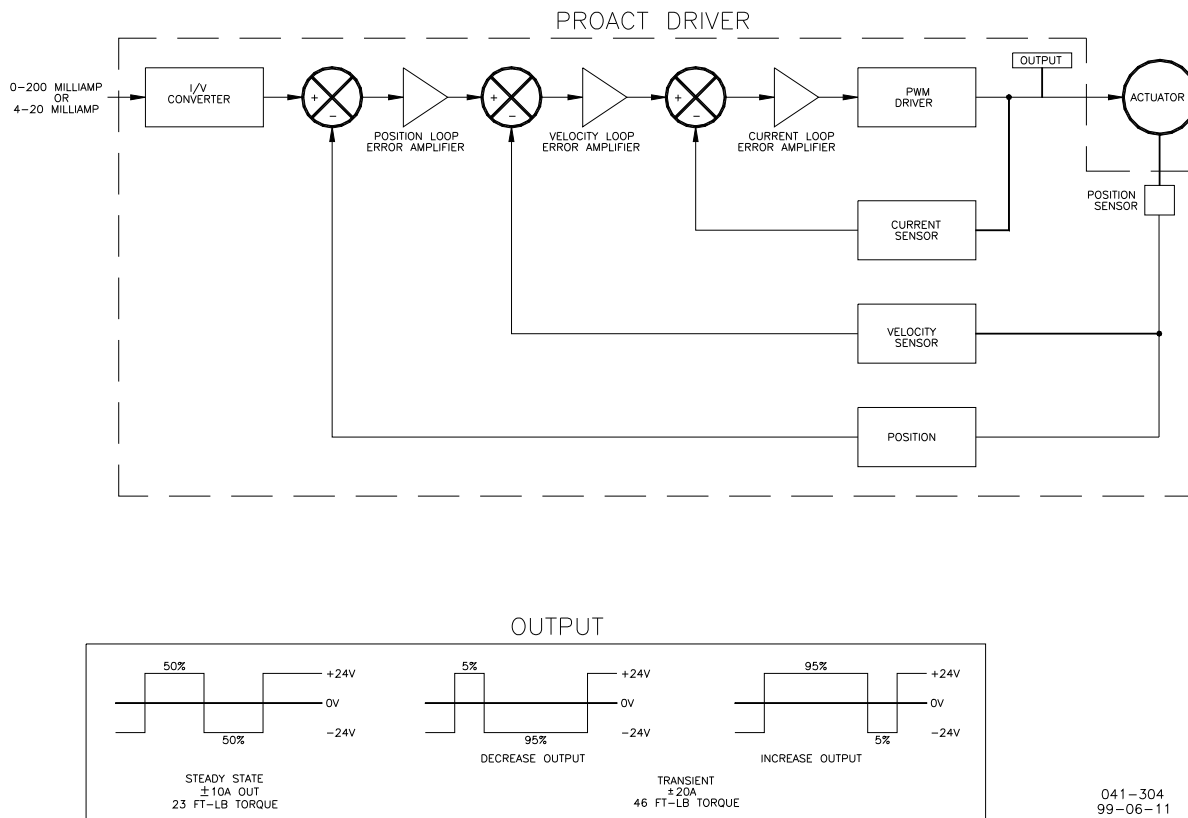 PROACT DRIVER
0-200 MILLIAMP
OR
4-20 MILLIAMP
I/V
CONVERTER
+
−
POSITION LOOP
ERROR AMPLIFIER
+
−
VELOCITY LOOP
ERROR AMPLIFIER
+
−
CURRENT LOOP
ERROR AMPLIFIER
PWM
DRIVER
OUTPUT
ACTUATOR
POSITION
SENSOR
CURRENT
SENSOR
VELOCITY
SENSOR
POSITION
OUTPUT
50%
+24V
0V
50%
−24V
STEADY STATE
±10A OUT
23 FT-LB TORQUE
5%
+24V
0V
95%
−24V
DECREASE OUTPUT
95%
+24V
0V
5%
−24V
INCREASE OUTPUT
TRANSIENT
±20A
46 FT-LB TORQUE
041-304
99-06-11